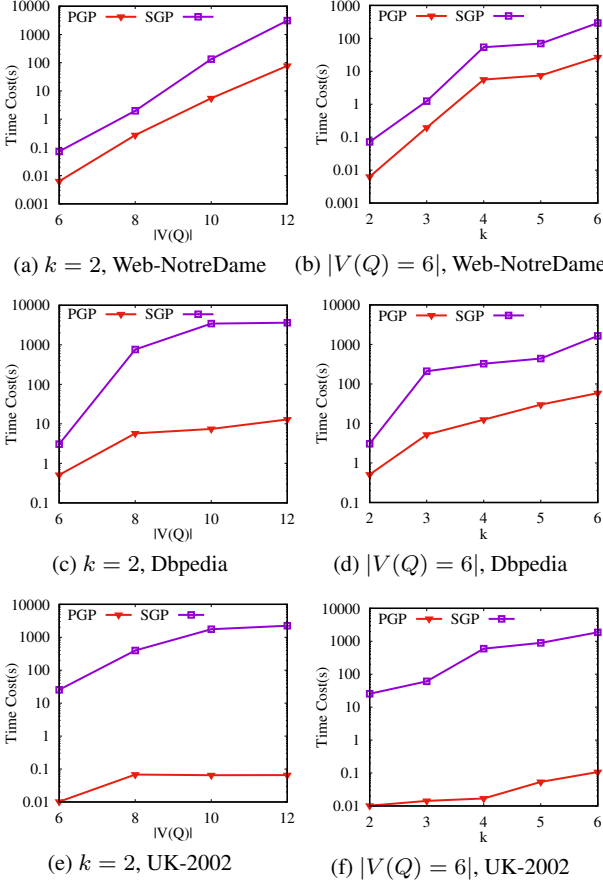 PGP SGP
Time Cost(s)
10000
1000
100
10
1
0.1
0.01
0.001
6 8 10 12
|V(Q)|
(a) k = 2, Web-NotreDame
PGP SGP
Time Cost(s)
1000
100
10
1
0.1
0.01
0.001
2 3 4 5 6
k
(b) |V(Q) = 6|, Web-NotreDame
PGP SGP
Time Cost(s)
10000
1000
100
10
1
0.1
6 8 10 12
|V(Q)|
(c) k = 2, Dbpedia
PGP SGP
Time Cost(s)
10000
1000
100
10
1
0.1
2 3 4 5 6
k
(d) |V(Q) = 6|, Dbpedia
PGP SGP
Time Cost(s)
10000
1000
100
10
1
0.1
0.01
6 8 10 12
|V(Q)|
(e) k = 2, UK-2002
PGP SGP
Time Cost(s)
10000
1000
100
10
1
0.1
0.01
2 3 4 5 6
k
(f) |V(Q) = 6|, UK-2002